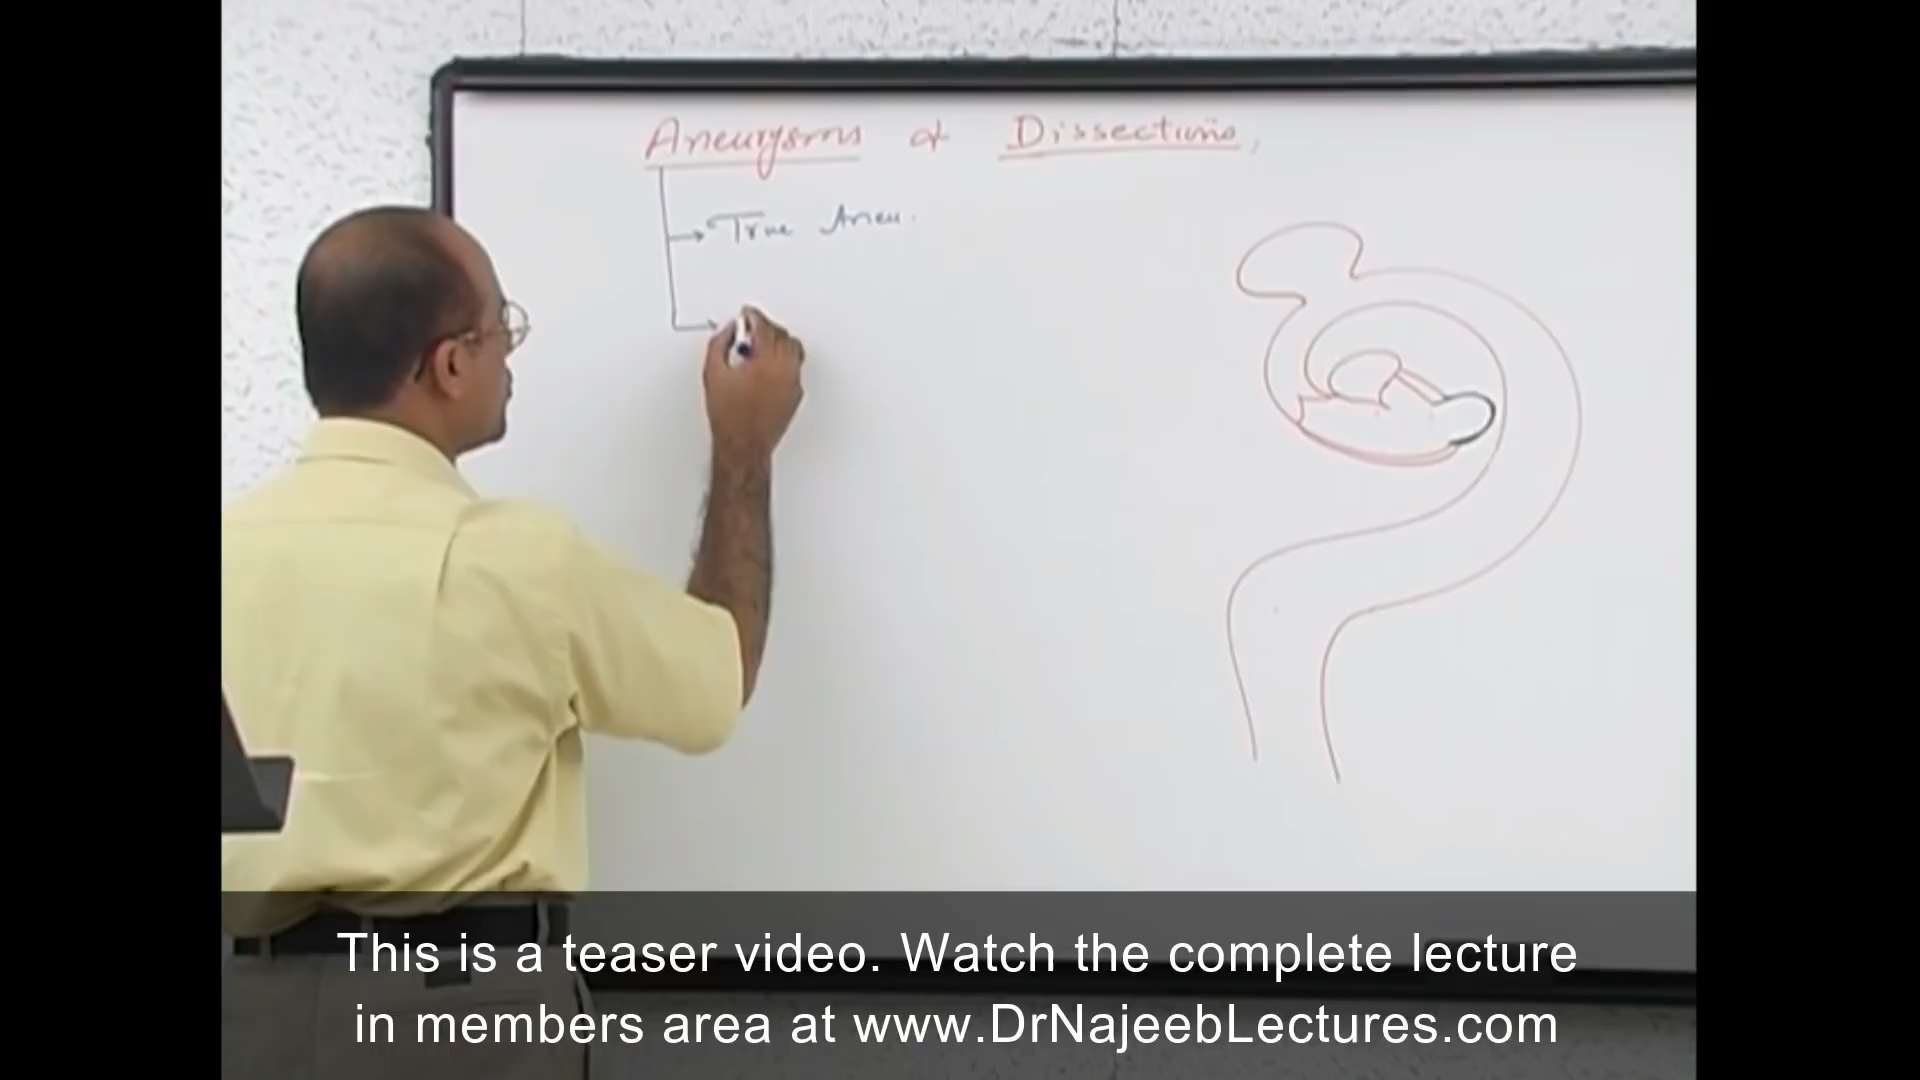 Aneurysms & Dissections,
True Aneu.
This is a teaser video. Watch the complete lecture
in members area at www.DrNajeebLectures.com